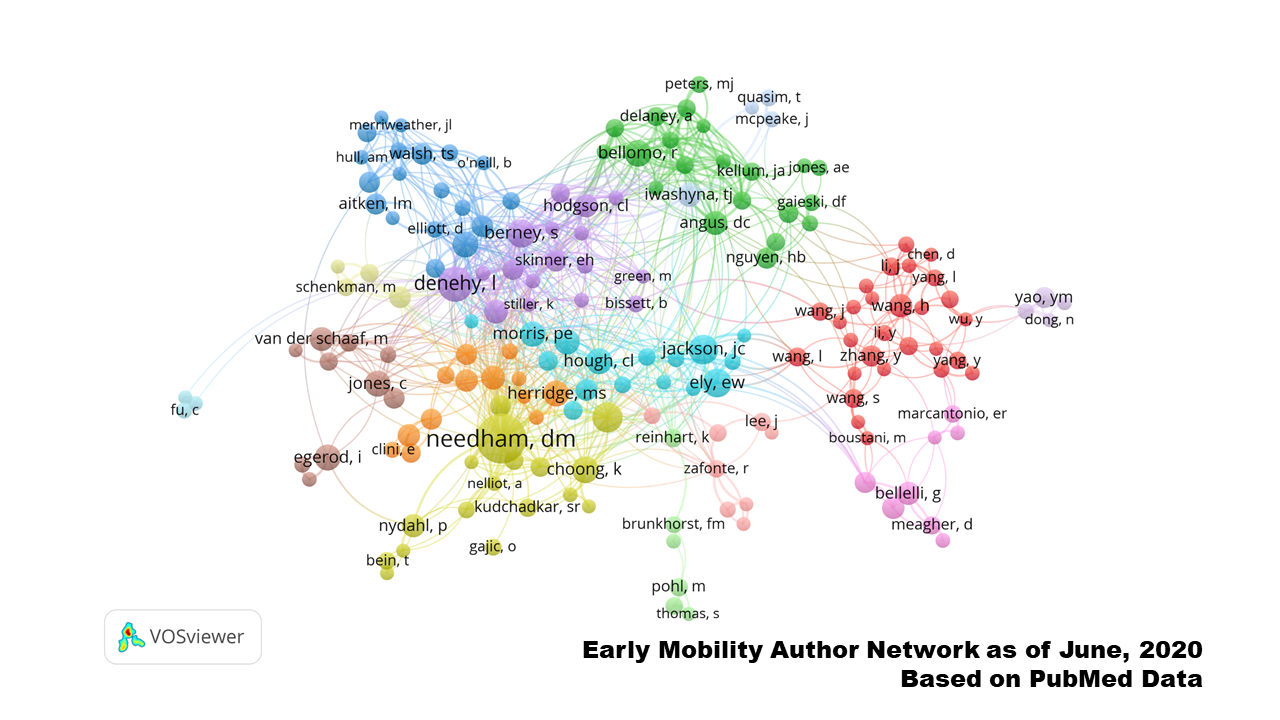 peters, mj
quasim, t
delaney, a
mcpeake, j
merriweather, jl
hull, am
walsh, ts
o'neill, b
bellomo, r
kellum, ja
jones, ae
aitken, lm
hodgson, cl
iwashyna, tj
gaieski, df
elliott, d
berney, s
angus, dc
skinner, eh
nguyen, hb
li, j
chen, d
schenkman, m
denehy, l
green, m
yang, l
stiller, k
bissett, b
wang, j
wang, h
yao, ym
wu, y
dong, n
van der schaaf, m
morris, pe
hough, cl
jackson, jc
li, y
wang, l
zhang, y
yang, y
jones, c
herridge, ms
ely, ew
wang, s
fu, c
marcantonio, er
needham, dm
reinhart, k
lee, j
boustani, m
clini, e
egerod, i
choong, k
zafonte, r
nelliot, a
bellelli, g
kudchadkar, sr
nydahl, p
brunkhorst, fm
meagher, d
gajic, o
bein, t
pohl, m
thomas, s
VOSviewer
Early Mobility Author Network as of June, 2020
Based on PubMed Data